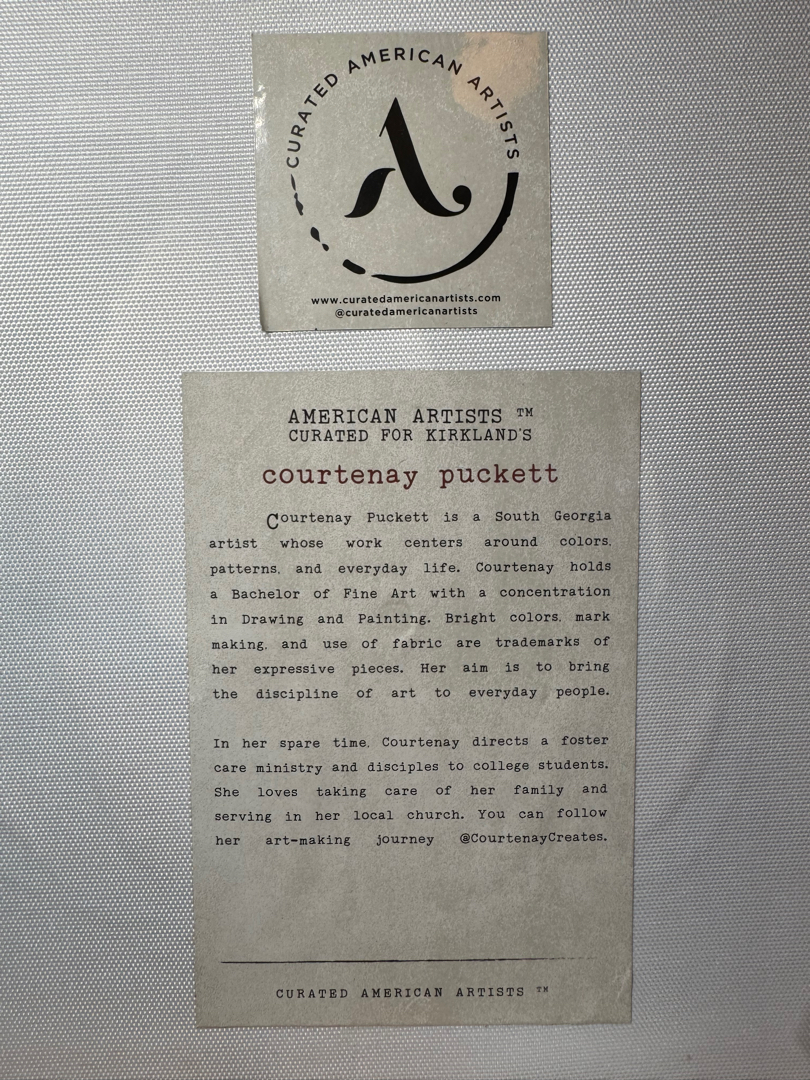 CURATED AMERICAN ARTISTS
A
www.curatedamericanartists.com
@curatedamericanartists
AMERICAN ARTISTS ™
CURATED FOR KIRKLAND'S
courtenay puckett
Courtenay Puckett is a South Georgia
artist whose work centers around colors,
patterns, and everyday life. Courtenay holds
a Bachelor of Fine Art with a concentration
in Drawing and Painting. Bright colors, mark
making, and use of fabric are trademarks of
her expressive pieces. Her aim is to bring
the discipline of art to everyday people.
In her spare time, Courtenay directs a foster
care ministry and disciples to college students.
She loves taking care of her family and
serving in her local church. You can follow
her art-making journey @CourtenayCreates.
CURATED AMERICAN ARTISTS ™